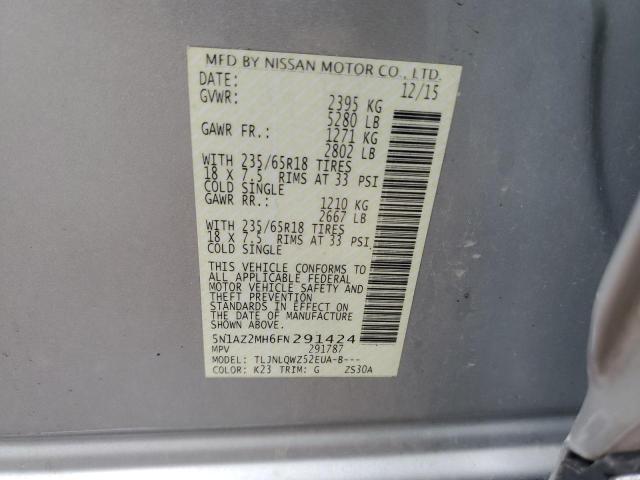 MFD BY NISSAN MOTOR CO., LTD.
DATE: 12/15
GVWR: 2395 KG
5280 LB
GAWR FR.: 1271 KG
2802 LB
WITH 235/65R18 TIRES
18 X 7.5 RIMS AT 33 PSI
COLD SINGLE
GAWR RR.: 1210 KG
2667 LB
WITH 235/65R18 TIRES
18 X 7.5 RIMS AT 33 PSI
COLD SINGLE
THIS VEHICLE CONFORMS TO
ALL APPLICABLE FEDERAL
MOTOR VEHICLE SAFETY AND
THEFT PREVENTION
STANDARDS IN EFFECT ON
THE DATE OF MANUFACTURE
SHOWN ABOVE.
5N1AZ2MH6FN291424
MPV 291787
MODEL: TLJNLQWZ52EUA-B---
COLOR: K23 TRIM: G ZS30A